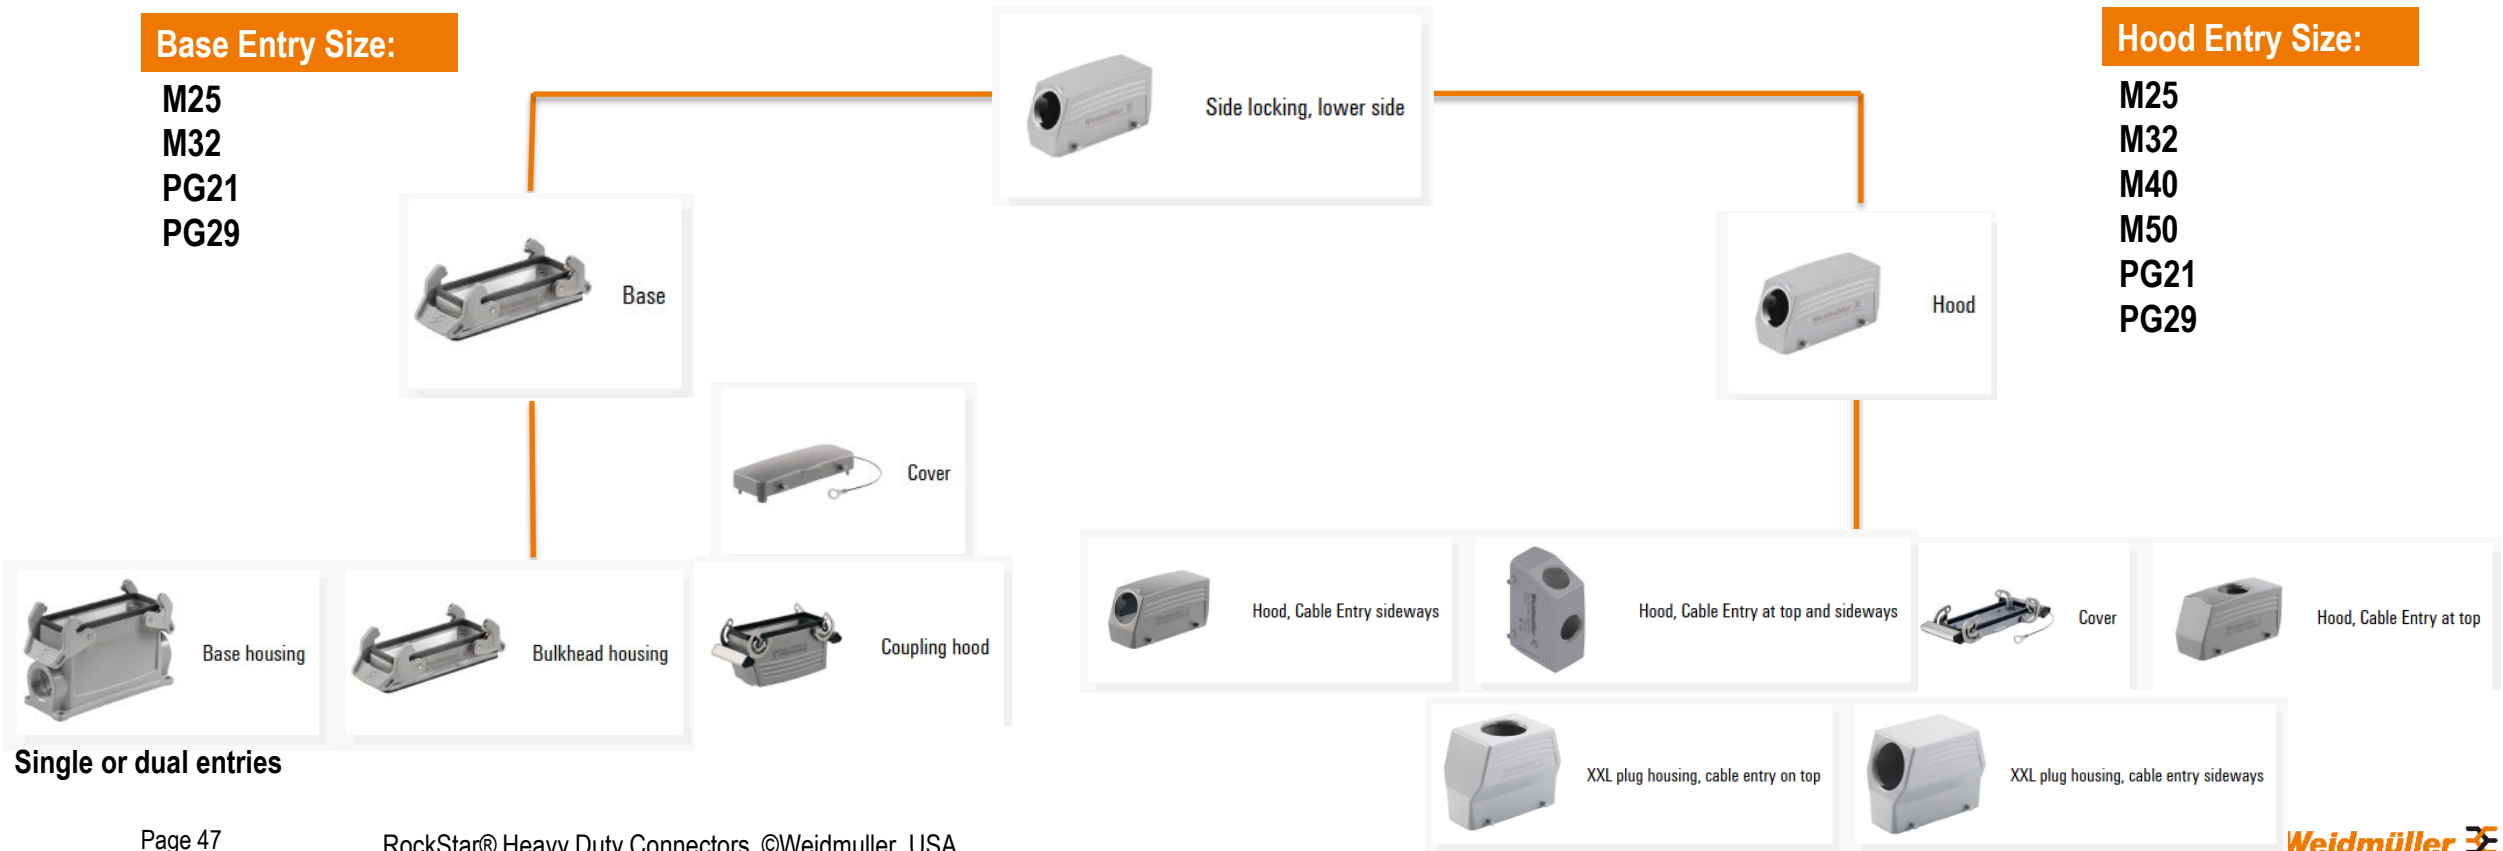 Base Entry Size:
M25
M32
PG21
PG29
Side locking, lower side
Hood Entry Size:
M25
M32
M40
M50
PG21
PG29
Base
Hood
Cover
Base housing
Bulkhead housing
Coupling hood
Hood, Cable Entry sideways
Hood, Cable Entry at top and sideways
Cover
Hood, Cable Entry at top
Single or dual entries
XXL plug housing, cable entry on top
XXL plug housing, cable entry sideways
Page 47
RockStar® Heavy Duty Connectors ©Weidmuller, USA
Weidmüller